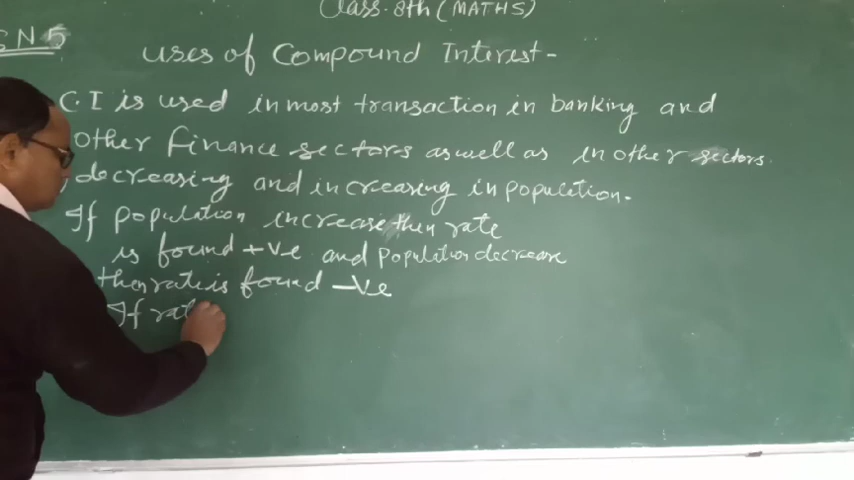 Class-8th (MATHS)
S N 5
uses of Compound Interest-
C.I is used in most transaction in banking and
other finance sectors aswell as in other sectors.
decreasing and increasing in population.
If population increase then rate
is found +ve and population decrease
then rate is found -ve
If rat